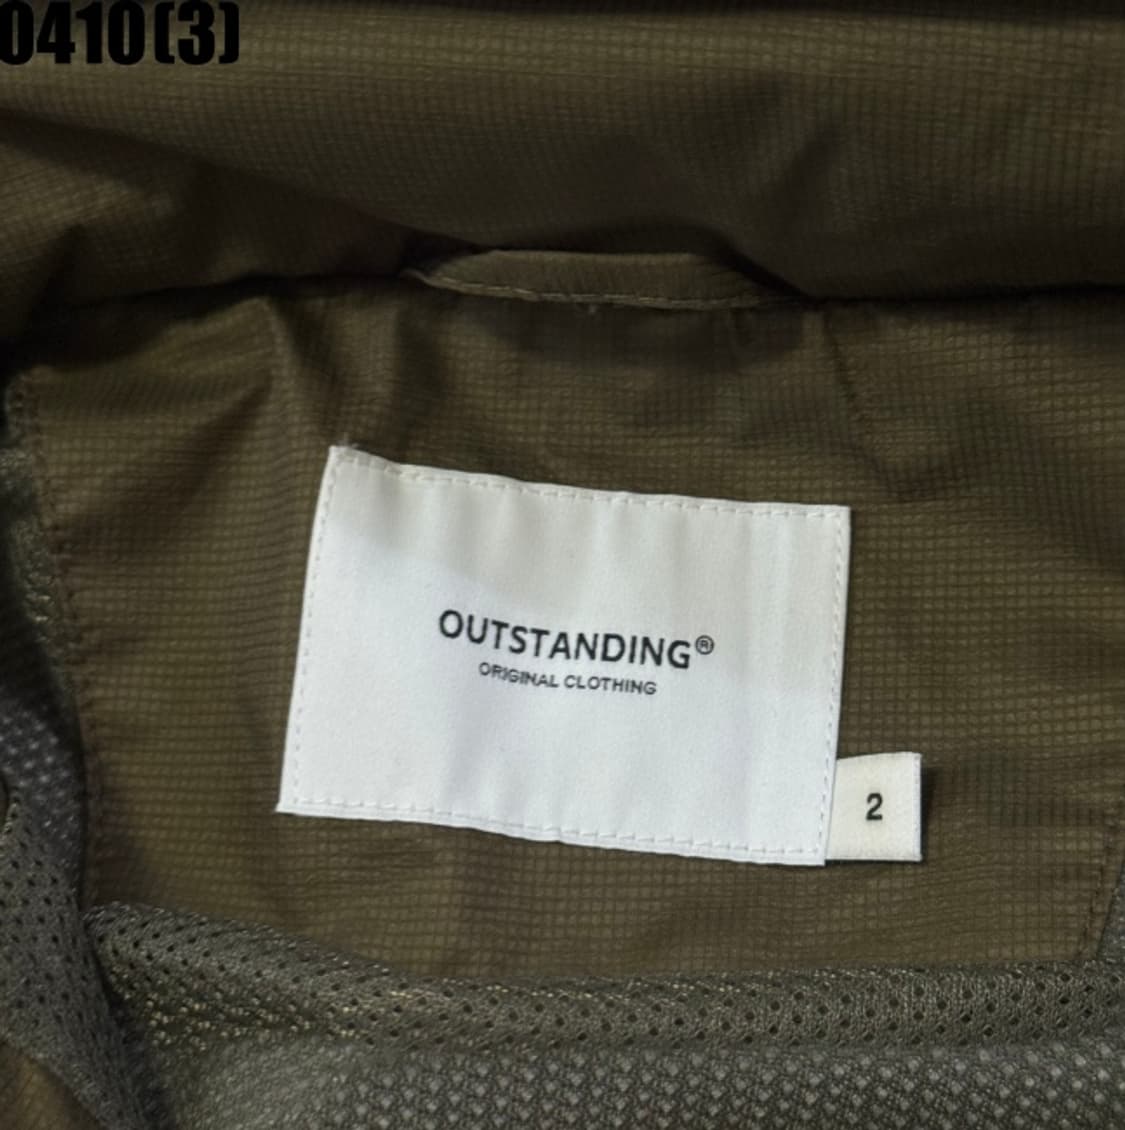 0410(3)
OUTSTANDING®
ORIGINAL CLOTHING
2